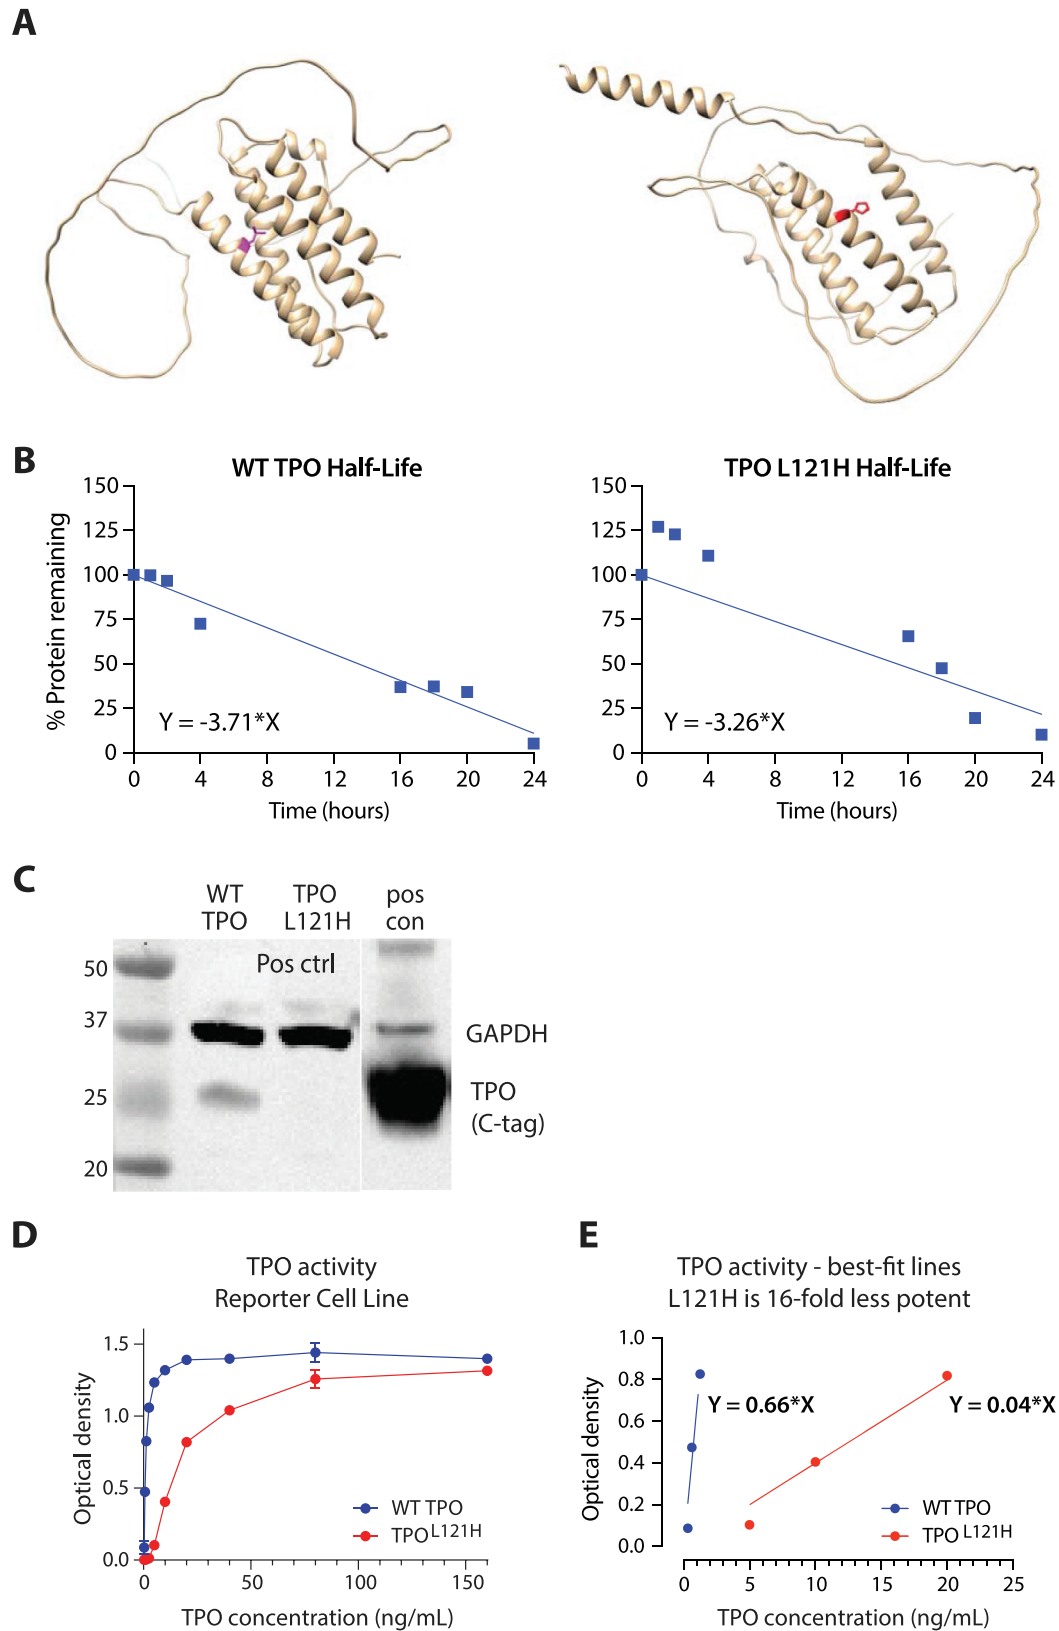 A
B
WT TPO Half-Life
TPO L121H Half-Life
% Protein remaining
150
125
100
75
50
25
0
Y = -3.71*X
0 4 8 12 16 20 24
Time (hours)
150
125
100
75
50
25
0
Y = -3.26*X
0 4 8 12 16 20 24
Time (hours)
C
WT
TPO
TPO
L121H
pos
con
Pos ctrl
50
37
25
20
GAPDH
TPO
(C-tag)
D
TPO activity
Reporter Cell Line
Optical density
1.5
1.0
0.5
0.0
WT TPO
TPO L121H
0 50 100 150
TPO concentration (ng/mL)
E
TPO activity - best-fit lines
L121H is 16-fold less potent
Optical density
1.0
0.8
0.6
0.4
0.2
0.0
Y = 0.66*X
Y = 0.04*X
WT TPO
TPO L121H
0 5 10 15 20 25
TPO concentration (ng/mL)